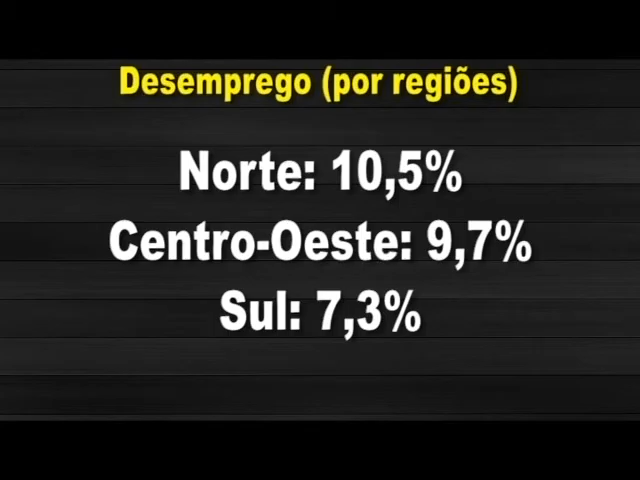 Desemprego (por regiões)
Norte: 10,5%
Centro-Oeste: 9,7%
Sul: 7,3%